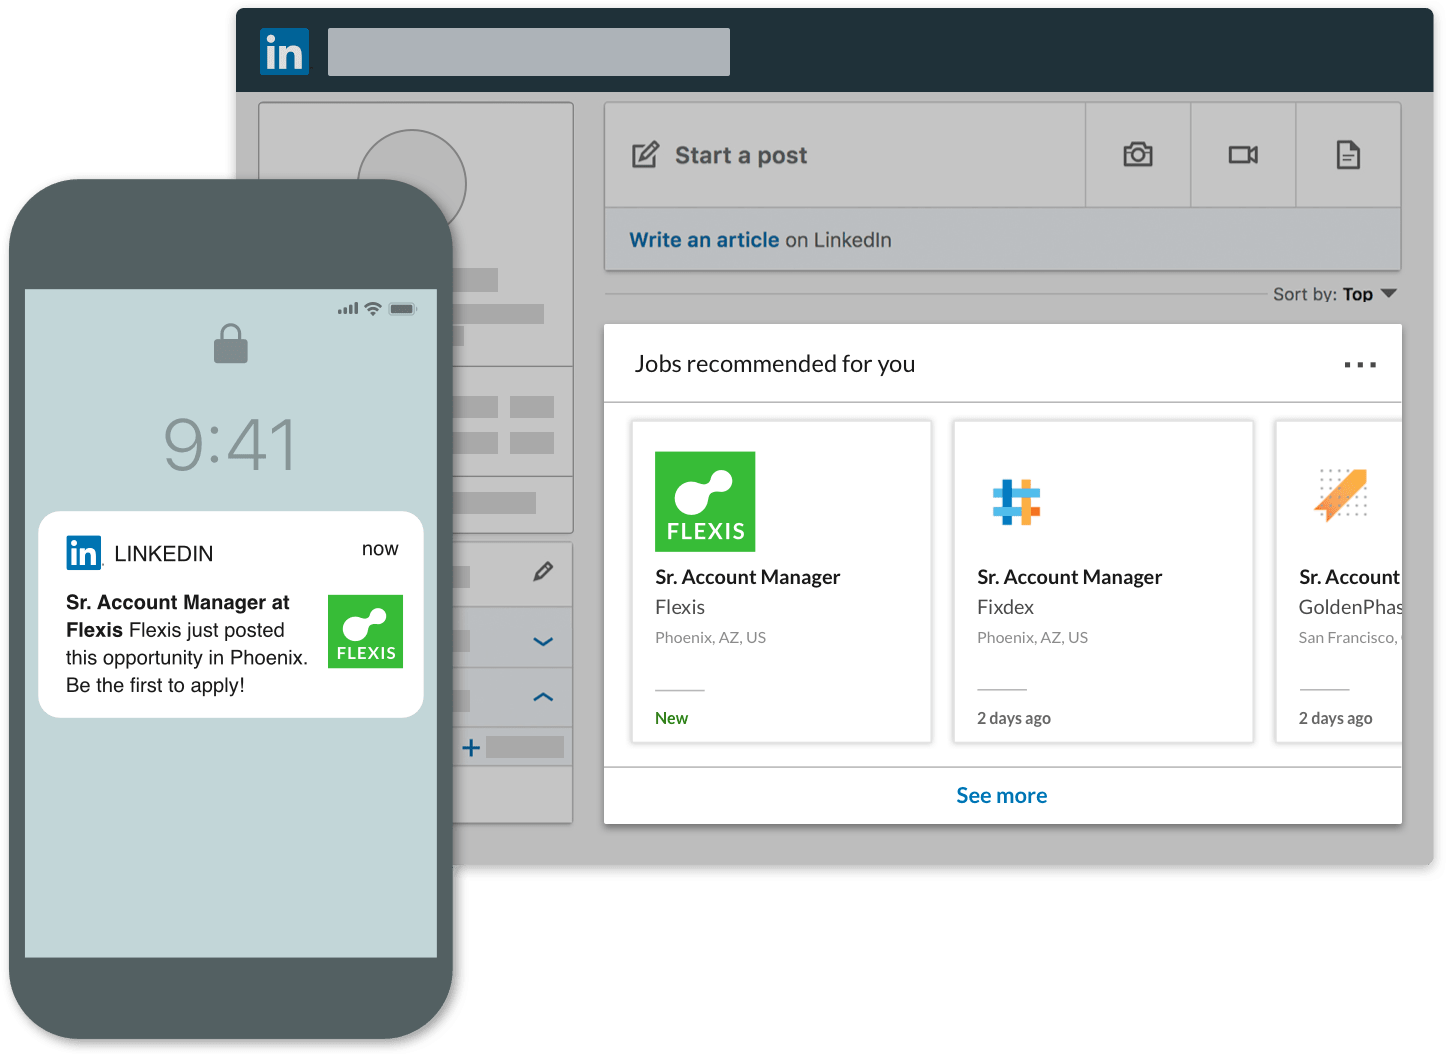 in
Start a post
Write an article on LinkedIn
Sort by: Top
Jobs recommended for you
FLEXIS
Sr. Account Manager
Flexis
Phoenix, AZ, US
New
Sr. Account Manager
Fixdex
Phoenix, AZ, US
2 days ago
Sr. Account
GoldenPhas
San Francisco,
2 days ago
See more
9:41
in LINKEDIN now
Sr. Account Manager at
Flexis Flexis just posted
this opportunity in Phoenix.
Be the first to apply!
FLEXIS